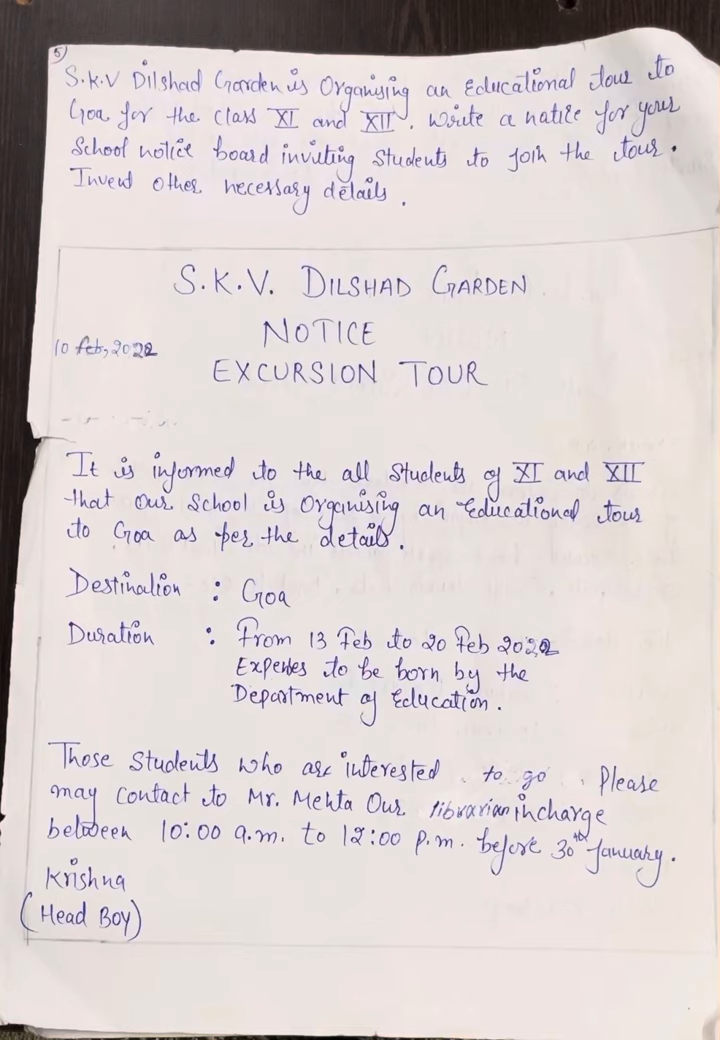 5)
S.K.V Dilshad Garden is Organising an Educational tour to
Goa for the class XI and XII. Write a notice for your
School notice board inviting Students to join the tour.
Invent other necessary details.
S.K.V. DILSHAD GARDEN
NOTICE
10 feb, 2022
EXCURSION TOUR
It is informed to the all Students of XI and XII
that Our School is Organising an Educational tour
to Goa as per the details.
Destination : Goa
Duration : From 13 Feb to 20 Feb 2022
Expenses to be born by the
Department of Education.
Those Students who are interested to go Please
may Contact to Mr. Mehta Our librarian incharge
between 10:00 a.m. to 12:00 p.m. before 30th January.
Krishna
(Head Boy)